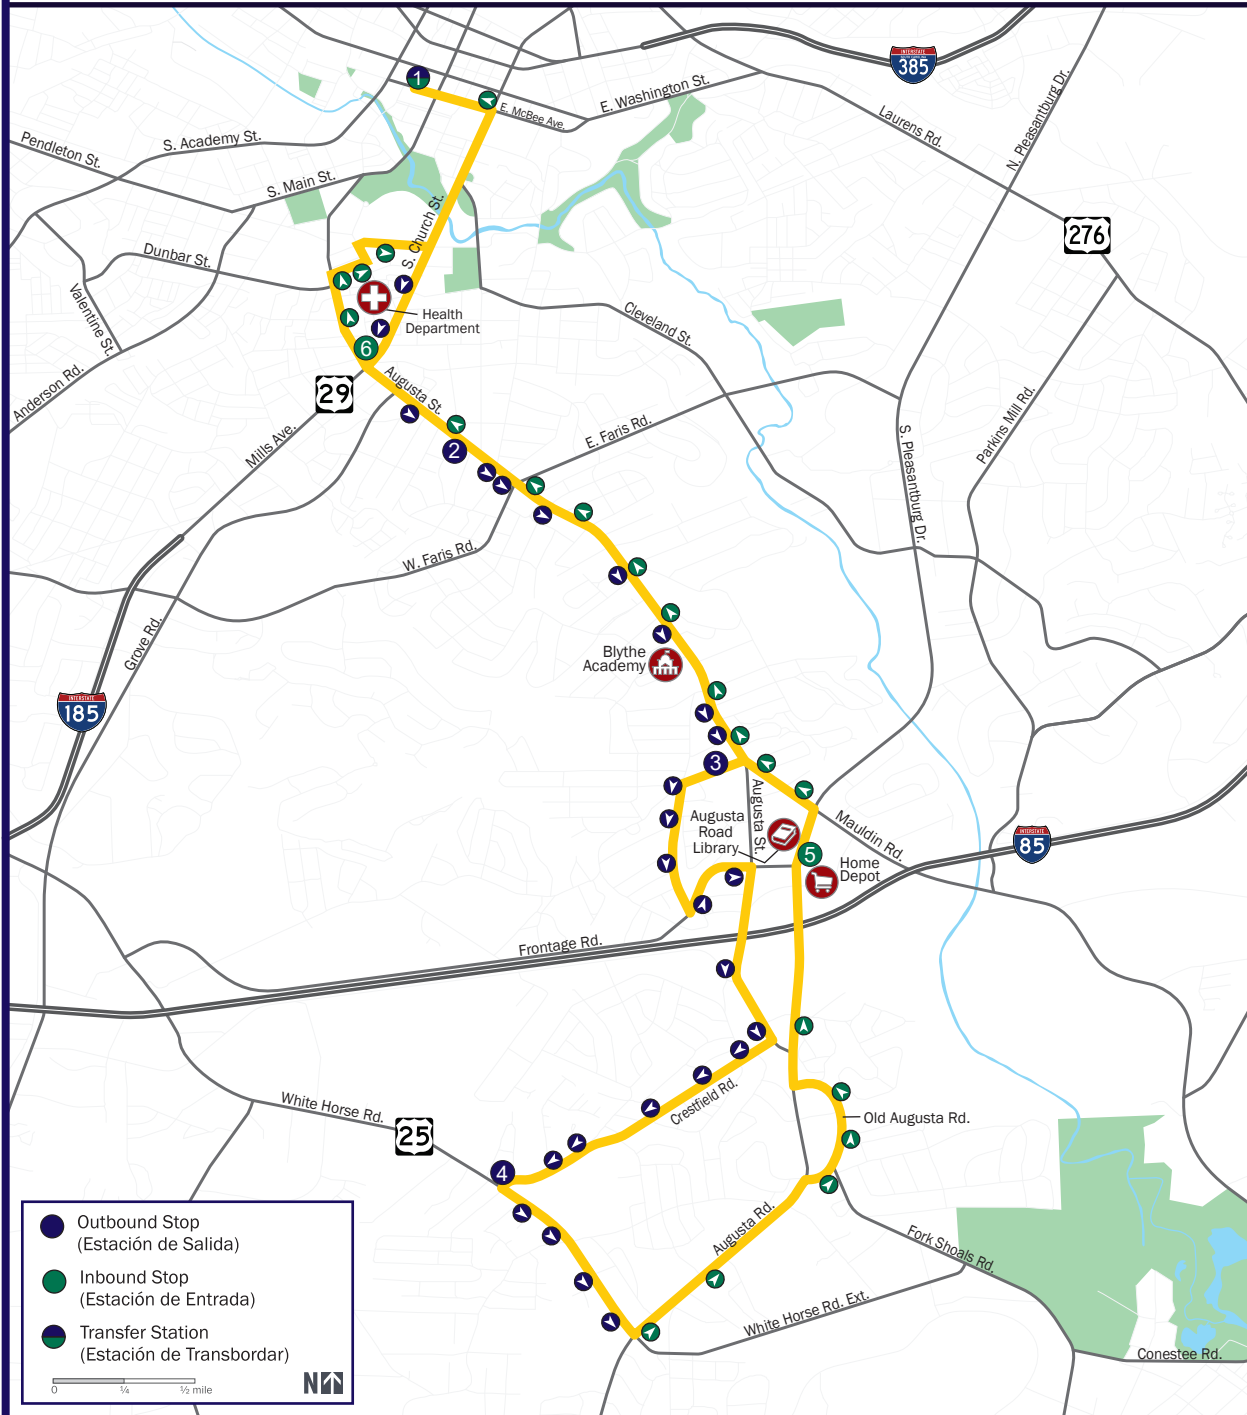 INTERSTATE
385
1
E. McBee Ave.
E. Washington St.
Laurens Rd.
N. Pleasantburg Dr.
S. Academy St.
Pendleton St.
S. Main St.
S. Church St.
276
Dunbar St.
Valentine St.
Anderson Rd.
Health
Department
6
29
Augusta St.
Mills Ave.
Cleveland St.
2
E. Faris Rd.
S. Pleasantburg Dr.
Parkins Mill Rd.
W. Faris Rd.
Grove Rd.
Blythe
Academy
INTERSTATE
185
3
Augusta St.
Augusta
Road
Library
5
Home
Depot
Mauldin Rd.
INTERSTATE
85
Frontage Rd.
Crestfield Rd.
Old Augusta Rd.
White Horse Rd.
25
4
Augusta Rd.
Fork Shoals Rd.
White Horse Rd. Ext.
Conestee Rd.
Outbound Stop
(Estación de Salida)
Inbound Stop
(Estación de Entrada)
Transfer Station
(Estación de Transbordar)
0 ¼ ½ mile
N